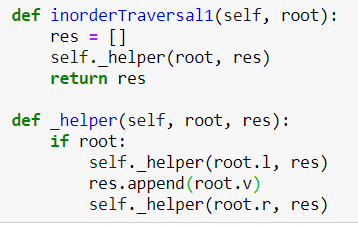 def inorderTraversal1(self, root):
    res = []
    self._helper(root, res)
    return res

def _helper(self, root, res):
    if root:
        self._helper(root.l, res)
        res.append(root.v)
        self._helper(root.r, res)